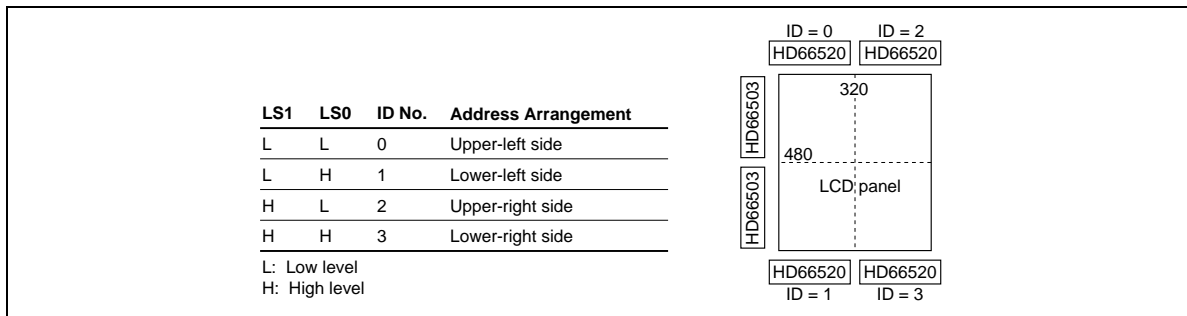 LS1 LS0 ID No. Address Arrangement
L L 0 Upper-left side
L H 1 Lower-left side
H L 2 Upper-right side
H H 3 Lower-right side
L: Low level
H: High level
ID = 0 ID = 2
HD66520 HD66520
HD66503
320
480
LCD panel
HD66503
HD66520 HD66520
ID = 1 ID = 3